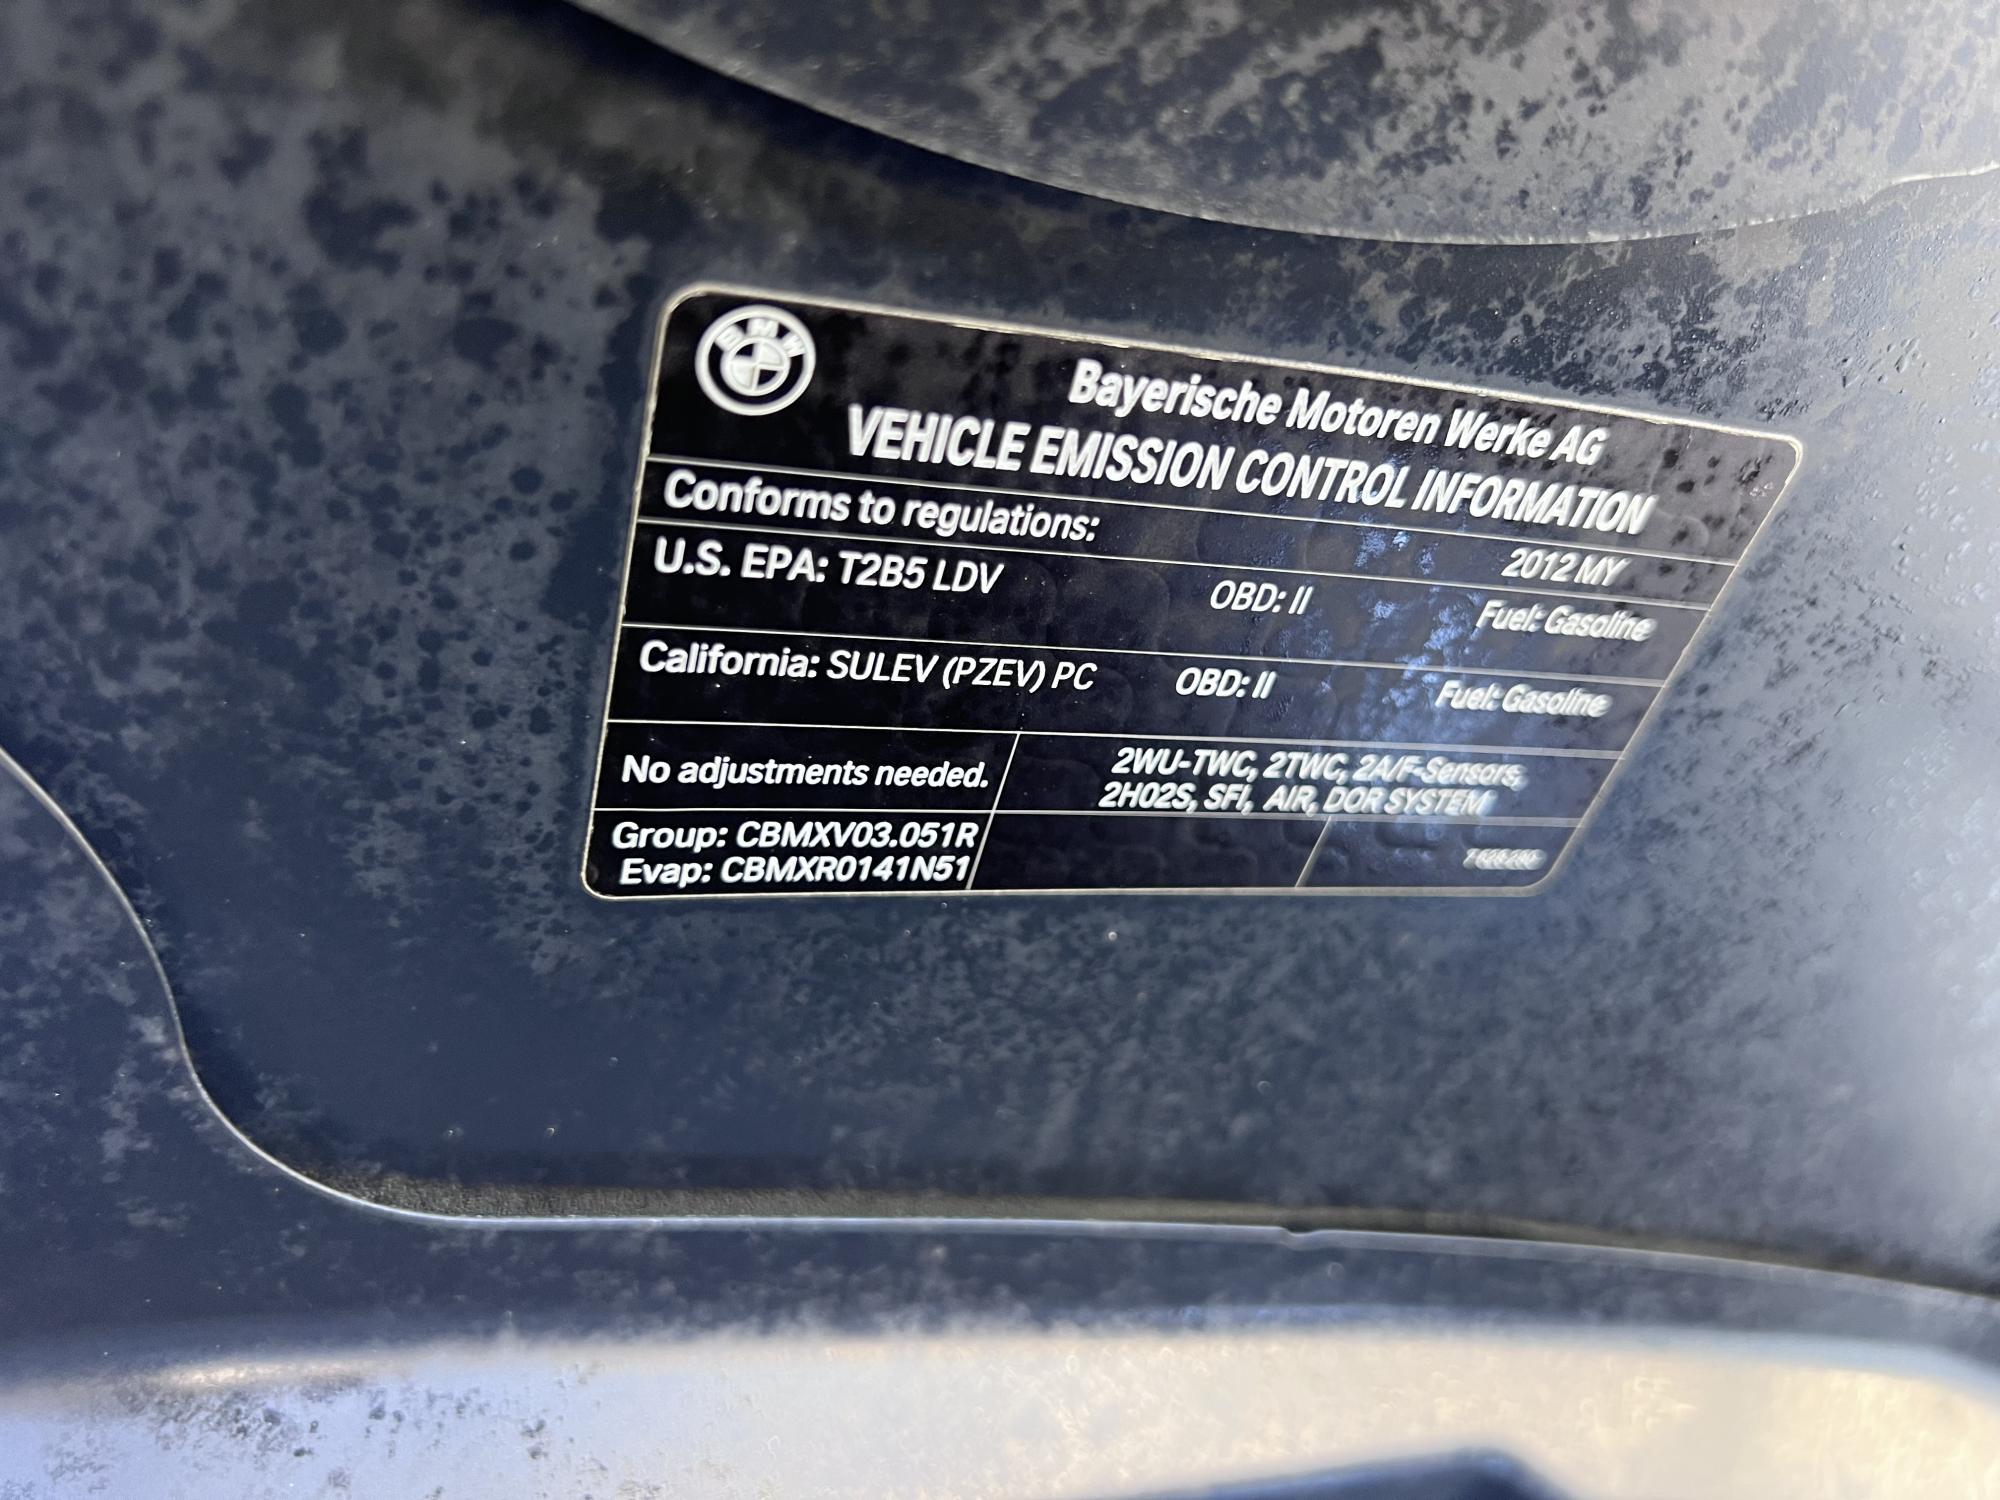 BMW
Bayerische Motoren Werke AG
VEHICLE EMISSION CONTROL INFORMATION
Conforms to regulations: 2012 MY
U.S. EPA: T2B5 LDV OBD: II Fuel: Gasoline
California: SULEV (PZEV) PC OBD: II Fuel: Gasoline
No adjustments needed.
2WU-TWC, 2TWC, 2A/F-Sensors,
2HO2S, SFI, AIR, DOR SYSTEM
Group: CBMXV03.051R
Evap: CBMXR0141N51